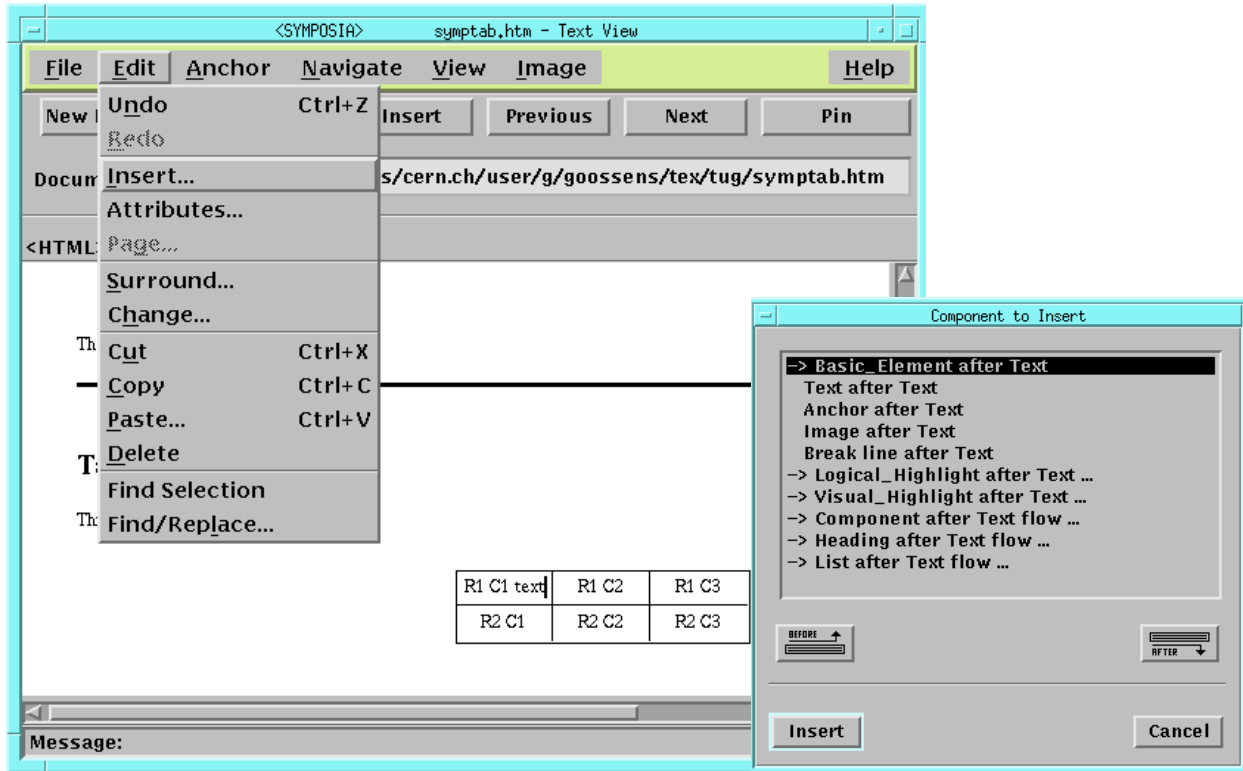 <SYMPOSIA> symptab.htm - Text View
File Edit Anchor Navigate View Image Help
New Insert Previous Next Pin
Undo Ctrl+Z
Redo
s/cern.ch/user/g/goossens/tex/tug/symptab.htm
Insert...
Attributes...
<HTML
Page...
Surround...
Change...
Cut Ctrl+X
Copy Ctrl+C
Paste... Ctrl+V
Delete
Find Selection
Find/Replace...
R1 C1 text R1 C2 R1 C3
R2 C1 R2 C2 R2 C3
Message:
Component to Insert
-> Basic_Element after Text
Text after Text
Anchor after Text
Image after Text
Break line after Text
-> Logical_Highlight after Text ...
-> Visual_Highlight after Text ...
-> Component after Text flow ...
-> Heading after Text flow ...
-> List after Text flow ...
BEFORE
AFTER
Insert Cancel